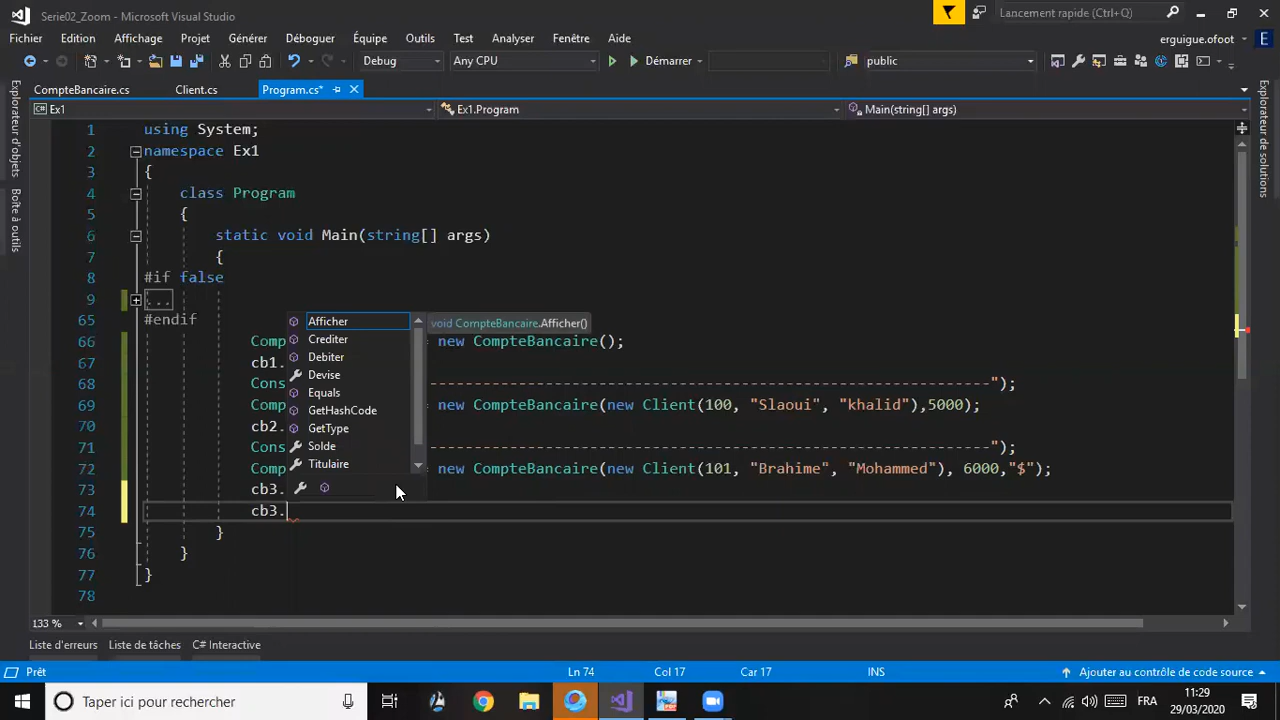 Serie02_Zoom - Microsoft Visual Studio
Lancement rapide (Ctrl+Q)
Fichier Edition Affichage Projet Générer Déboguer Équipe Outils Test Analyser Fenêtre Aide
erguigue.ofoot E
Debug Any CPU Démarrer public
CompteBancaire.cs Client.cs Program.cs*
Ex1 Ex1.Program Main(string[] args)
Explorateur d'objets
Boîte à outils
Explorateur de solutions
1 using System;
2 namespace Ex1
3 {
4 class Program
5 {
6 static void Main(string[] args)
7 {
8 #if false
9 ...
65 #endif
66 Comp = new CompteBancaire();
67 cb1.
68 Cons ---------------------------------------------------------------");
69 Comp = new CompteBancaire(new Client(100, "Slaoui", "khalid"),5000);
70 cb2.
71 Cons ---------------------------------------------------------------");
72 Comp = new CompteBancaire(new Client(101, "Brahime", "Mohammed"), 6000,"$");
73 cb3.
74 cb3.
75 }
76 }
77 }
78
Afficher
Crediter
Debiter
Devise
Equals
GetHashCode
GetType
Solde
Titulaire
void CompteBancaire.Afficher()
133 %
Liste d'erreurs Liste de tâches C# Interactive
Prêt Ln 74 Col 17 Car 17 INS Ajouter au contrôle de code source
Taper ici pour rechercher
FRA
11:29
29/03/2020